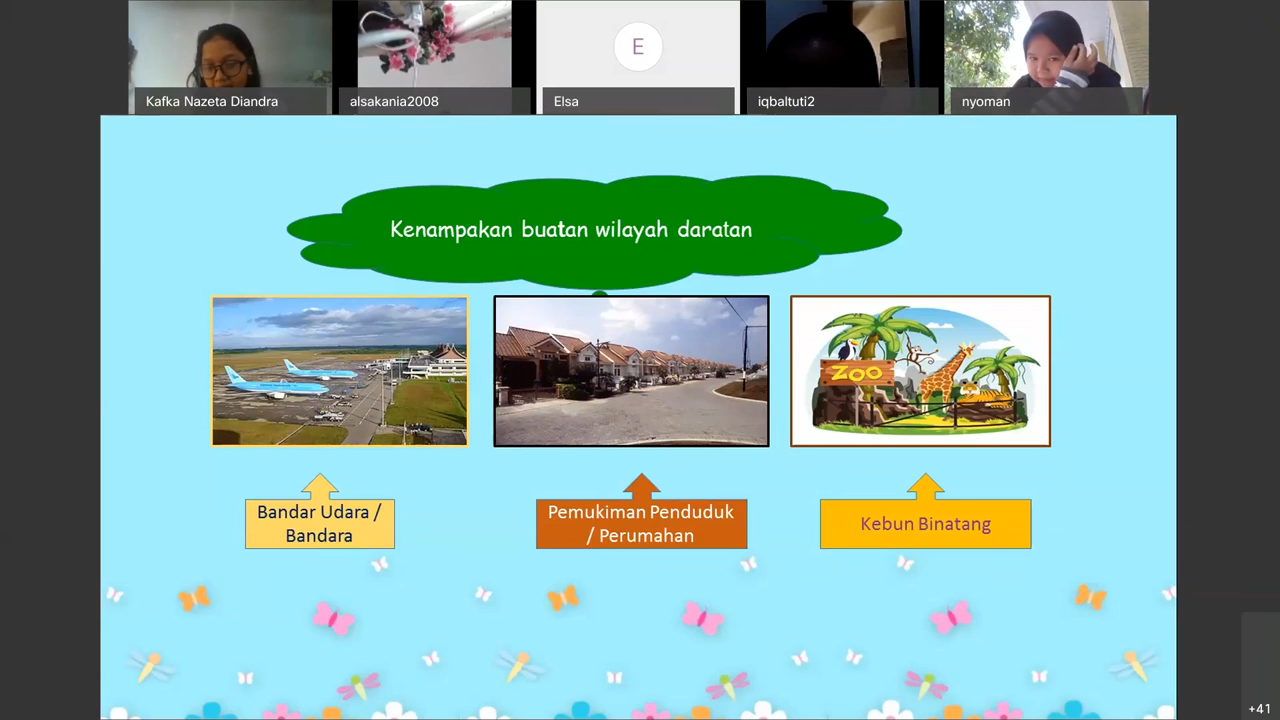 Kafka Nazeta Diandra
alsakania2008
E
Elsa
iqbaltuti2
nyoman
Kenampakan buatan wilayah daratan
ZOO
Bandar Udara /
Bandara
Pemukiman Penduduk
/ Perumahan
Kebun Binatang
+41